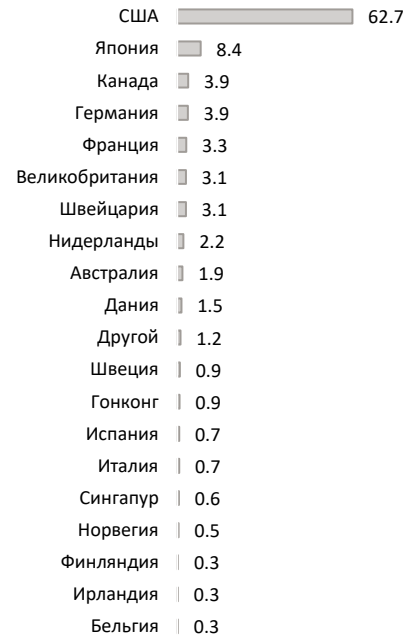 США 62.7
Япония 8.4
Канада 3.9
Германия 3.9
Франция 3.3
Великобритания 3.1
Швейцария 3.1
Нидерланды 2.2
Австралия 1.9
Дания 1.5
Другой 1.2
Швеция 0.9
Гонконг 0.9
Испания 0.7
Италия 0.7
Сингапур 0.6
Норвегия 0.5
Финляндия 0.3
Ирландия 0.3
Бельгия 0.3